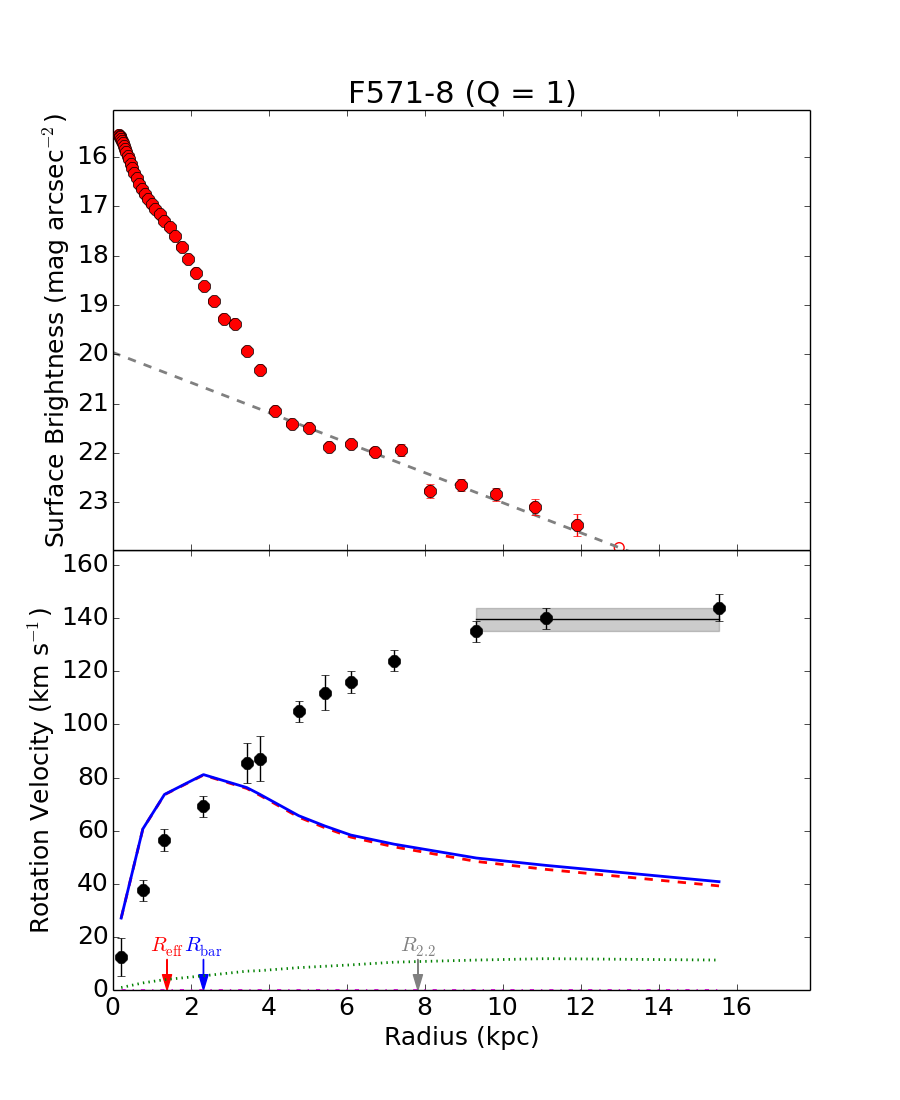 F571-8 (Q = 1)
Surface Brightness (mag arcsec⁻²)
16
17
18
19
20
21
22
23
Rotation Velocity (km s⁻¹)
160
140
120
100
80
60
40
20
0
R_eff R_bar R_2.2
0 2 4 6 8 10 12 14 16
Radius (kpc)